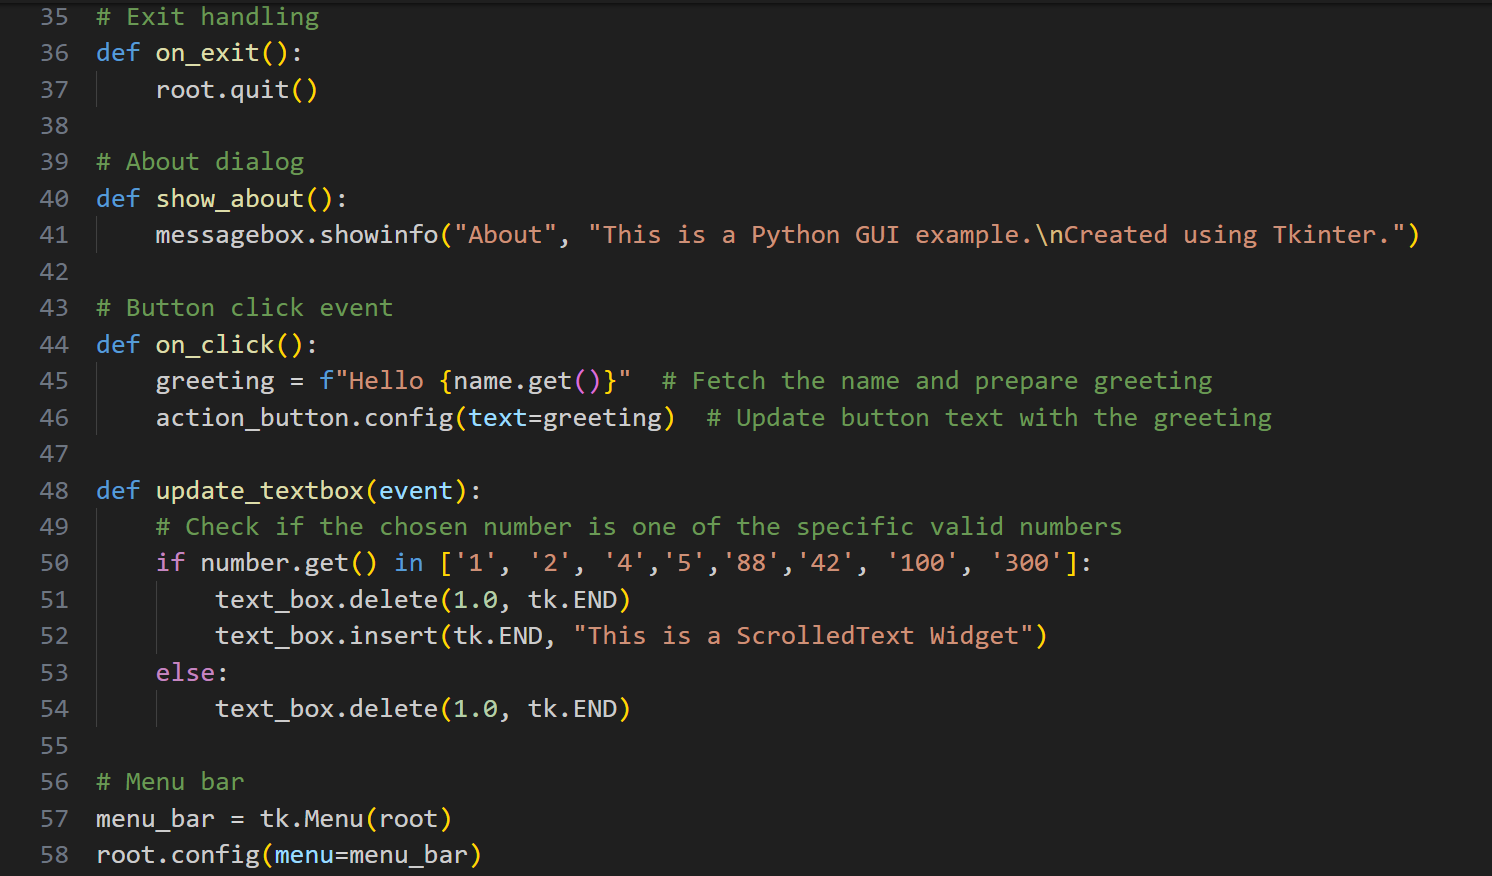 35 # Exit handling
36 def on_exit():
37     root.quit()
38
39 # About dialog
40 def show_about():
41     messagebox.showinfo("About", "This is a Python GUI example.\nCreated using Tkinter.")
42
43 # Button click event
44 def on_click():
45     greeting = f"Hello {name.get()}"  # Fetch the name and prepare greeting
46     action_button.config(text=greeting)  # Update button text with the greeting
47
48 def update_textbox(event):
49     # Check if the chosen number is one of the specific valid numbers
50     if number.get() in ['1', '2', '4','5','88','42', '100', '300']:
51         text_box.delete(1.0, tk.END)
52         text_box.insert(tk.END, "This is a ScrolledText Widget")
53     else:
54         text_box.delete(1.0, tk.END)
55
56 # Menu bar
57 menu_bar = tk.Menu(root)
58 root.config(menu=menu_bar)